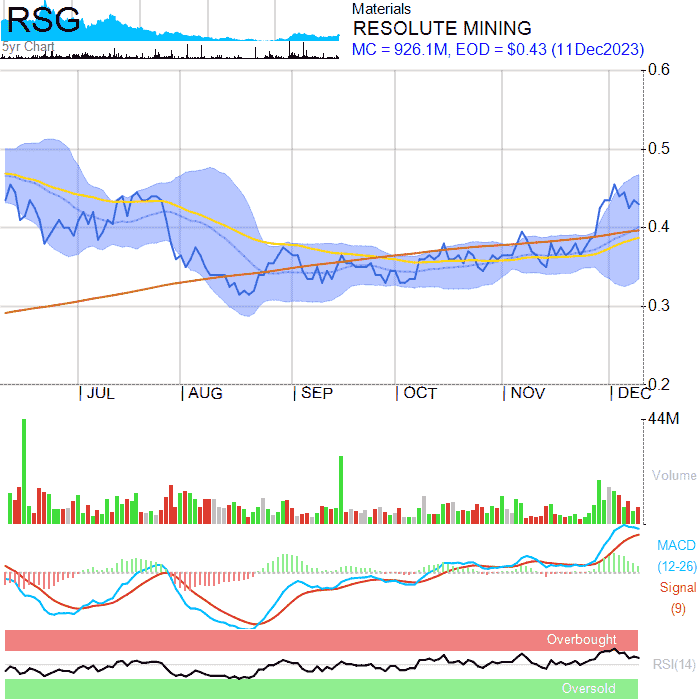 RSG
5yr Chart
Materials
RESOLUTE MINING
MC = 926.1M, EOD = $0.43 (11Dec2023)
0.6
0.5
0.4
0.3
0.2
JUL
AUG
SEP
OCT
NOV
DEC
44M
Volume
MACD
(12-26)
Signal
(9)
Overbought
RSI(14)
Oversold